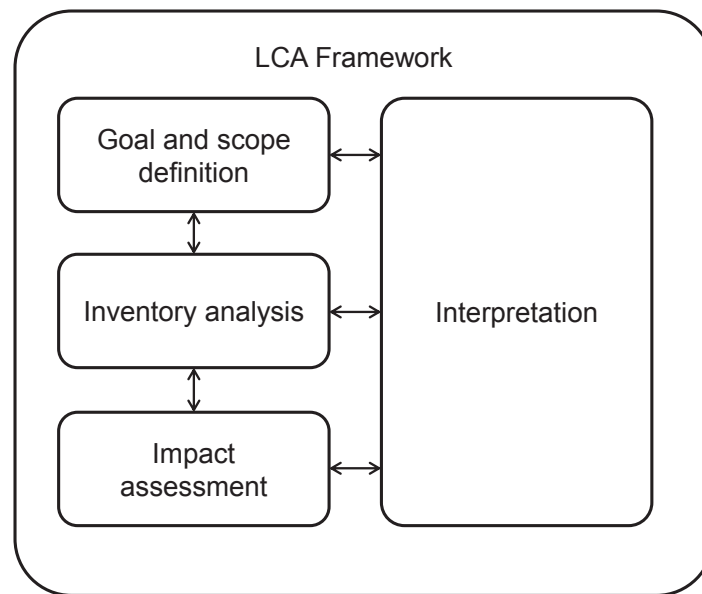 LCA Framework
Goal and scope
definition
Inventory analysis
Interpretation
Impact
assessment